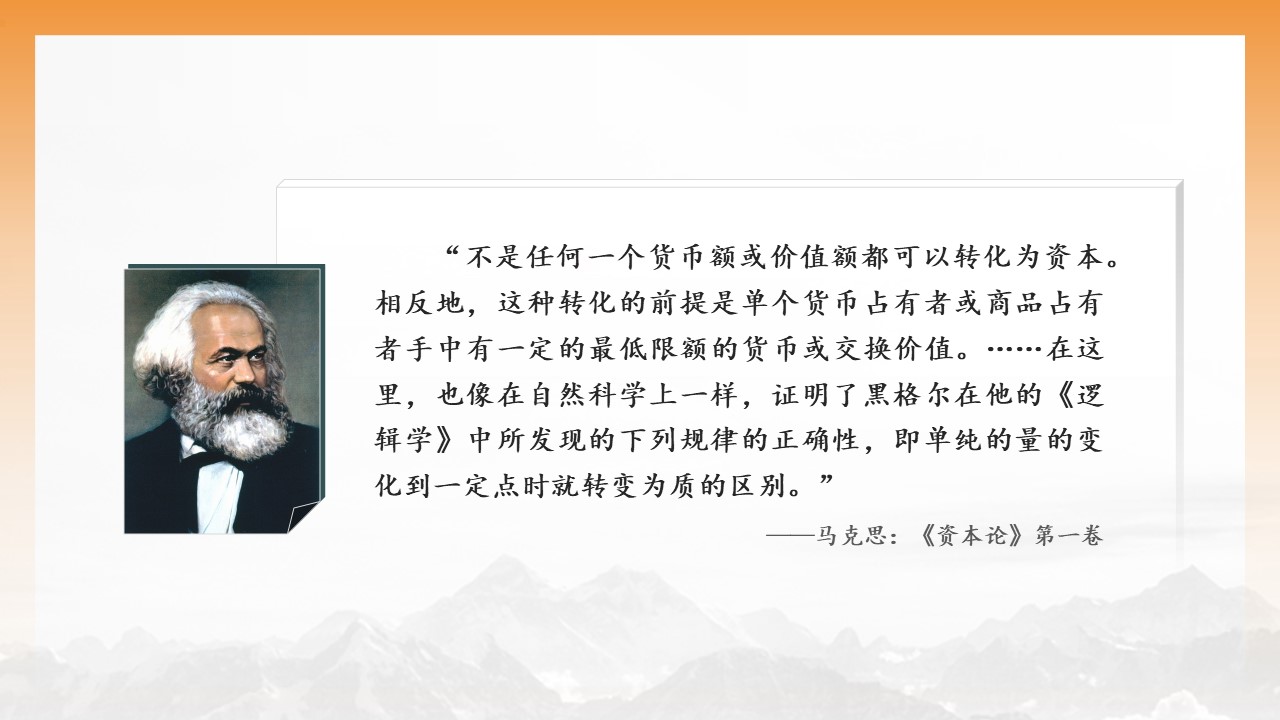 “不是任何一个货币额或价值额都可以转化为资本。
相反地，这种转化的前提是单个货币占有者或商品占有
者手中有一定的最低限额的货币或交换价值。……在这
里，也像在自然科学上一样，证明了黑格尔在他的《逻
辑学》中所发现的下列规律的正确性，即单纯的量的变
化到一定点时就转变为质的区别。”
——马克思：《资本论》第一卷